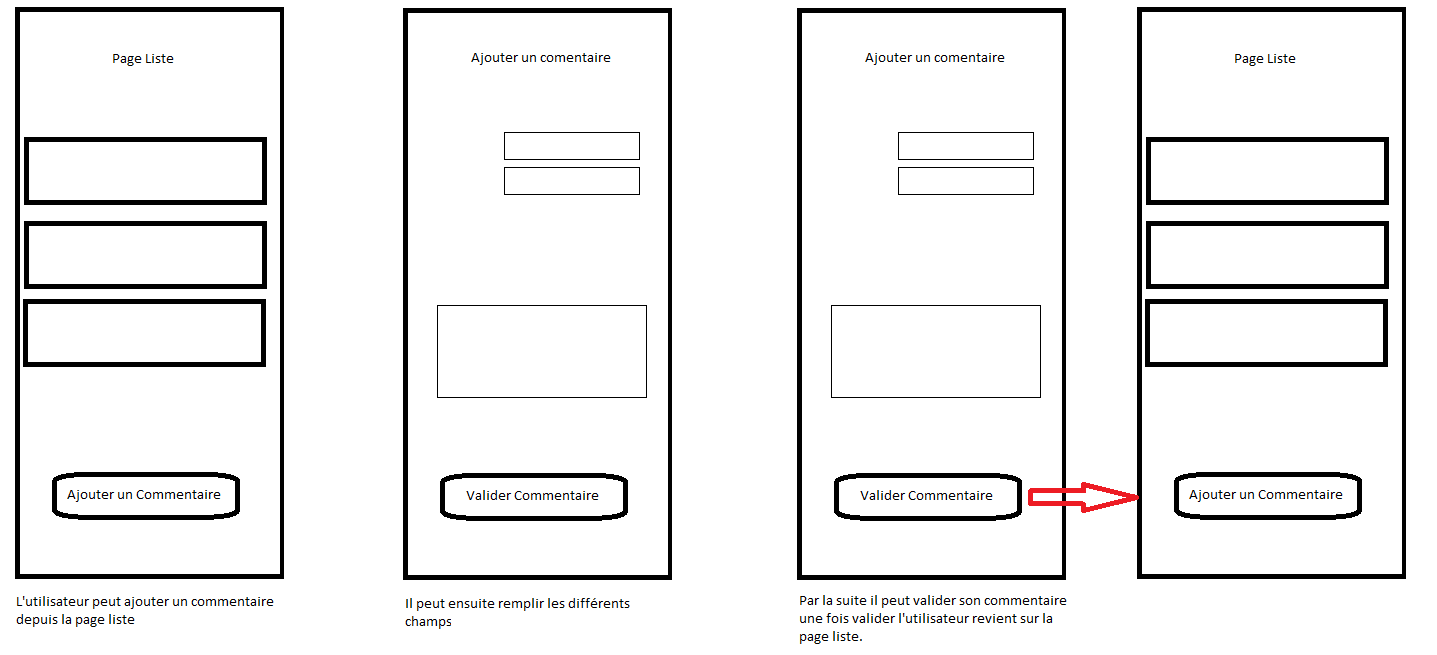 Page Liste
Ajouter un Commentaire
L'utilisateur peut ajouter un commentaire
depuis la page liste
Ajouter un comentaire
Valider Commentaire
Il peut ensuite remplir les différents
champs
Ajouter un comentaire
Valider Commentaire
Par la suite il peut valider son commentaire
une fois valider l'utilisateur revient sur la
page liste.
Page Liste
Ajouter un Commentaire